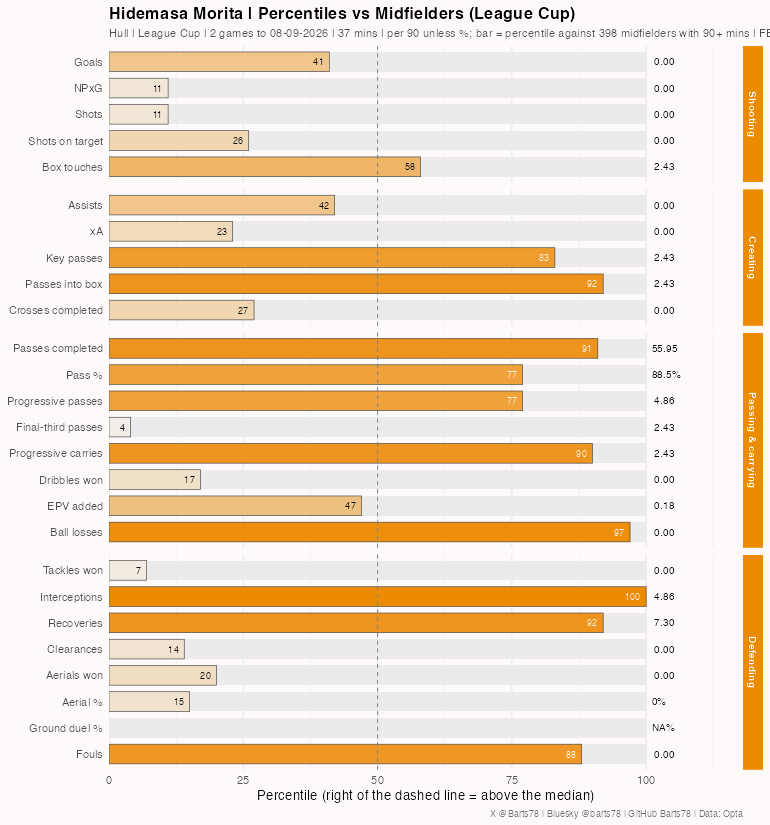 Hidemasa Morita | Percentiles vs Midfielders (League Cup)
Hull | League Cup | 2 games to 08-09-2026 | 37 mins | per 90 unless %; bar = percentile against 398 midfielders with 90+ mins | FE
Goals 41 0.00
NPxG 11 0.00
Shots 11 0.00
Shots on target 26 0.00
Box touches 58 2.43
Shooting
Assists 42 0.00
xA 23 0.00
Key passes 83 2.43
Passes into box 92 2.43
Crosses completed 27 0.00
Creating
Passes completed 91 55.95
Pass % 77 88.5%
Progressive passes 77 4.86
Final-third passes 4 2.43
Progressive carries 90 2.43
Dribbles won 17 0.00
EPV added 47 0.18
Ball losses 97 0.00
Passing & carrying
Tackles won 7 0.00
Interceptions 100 4.86
Recoveries 92 7.30
Clearances 14 0.00
Aerials won 20 0.00
Aerial % 15 0%
Ground duel % NA%
Fouls 88 0.00
Defending
0 25 50 75 100
Percentile (right of the dashed line = above the median)
X @Barts78 | Bluesky @barts78 | GitHub Barts78 | Data: Opta